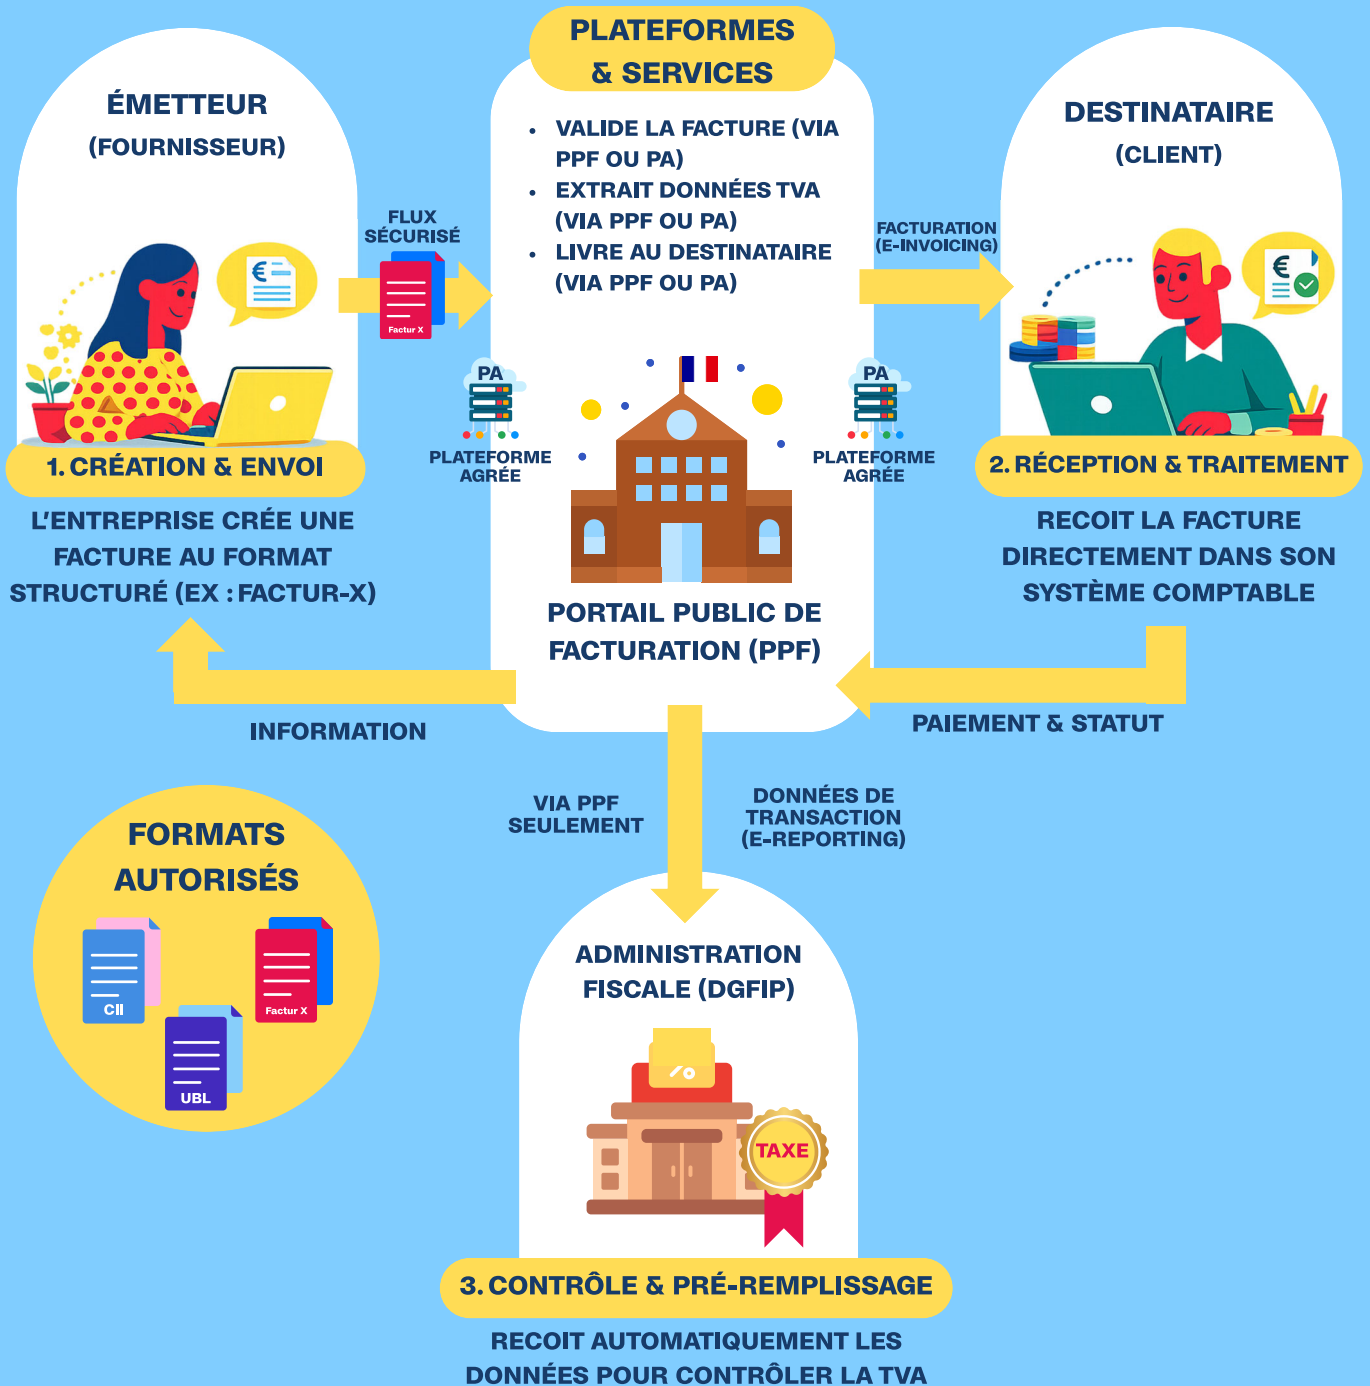 PLATEFORMES
& SERVICES
ÉMETTEUR
(FOURNISSEUR)
• VALIDE LA FACTURE (VIA
PPF OU PA)
• EXTRAIT DONNÉES TVA
(VIA PPF OU PA)
• LIVRE AU DESTINATAIRE
(VIA PPF OU PA)
DESTINATAIRE
(CLIENT)
FLUX
SÉCURISÉ
Factur X
FACTURATION
(E-INVOICING)
€
€
PA
PLATEFORME
AGRÉE
PA
PLATEFORME
AGRÉE
1. CRÉATION & ENVOI
L'ENTREPRISE CRÉE UNE
FACTURE AU FORMAT
STRUCTURÉ (EX : FACTUR-X)
PORTAIL PUBLIC DE
FACTURATION (PPF)
2. RÉCEPTION & TRAITEMENT
RECOIT LA FACTURE
DIRECTEMENT DANS SON
SYSTÈME COMPTABLE
INFORMATION
PAIEMENT & STATUT
VIA PPF
SEULEMENT
DONNÉES DE
TRANSACTION
(E-REPORTING)
FORMATS
AUTORISÉS
CII
Factur X
UBL
ADMINISTRATION
FISCALE (DGFIP)
TAXE
3. CONTRÔLE & PRÉ-REMPLISSAGE
RECOIT AUTOMATIQUEMENT LES
DONNÉES POUR CONTRÔLER LA TVA